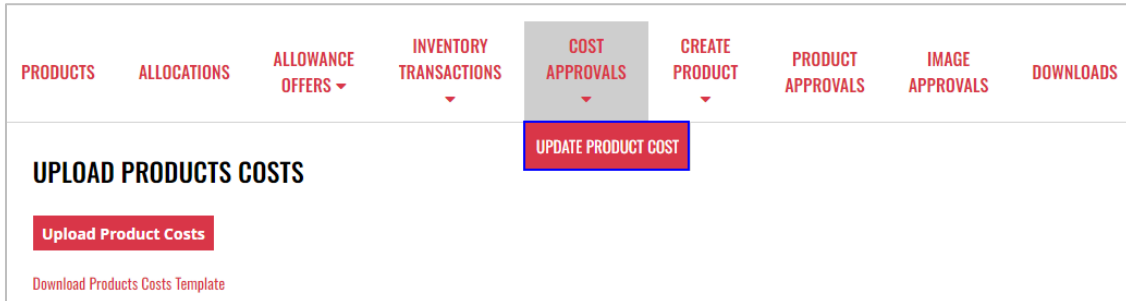 PRODUCTS
ALLOCATIONS
ALLOWANCE
OFFERS
INVENTORY
TRANSACTIONS
COST
APPROVALS
CREATE
PRODUCT
PRODUCT
APPROVALS
IMAGE
APPROVALS
DOWNLOADS
UPDATE PRODUCT COST
UPLOAD PRODUCTS COSTS
Upload Product Costs
Download Products Costs Template